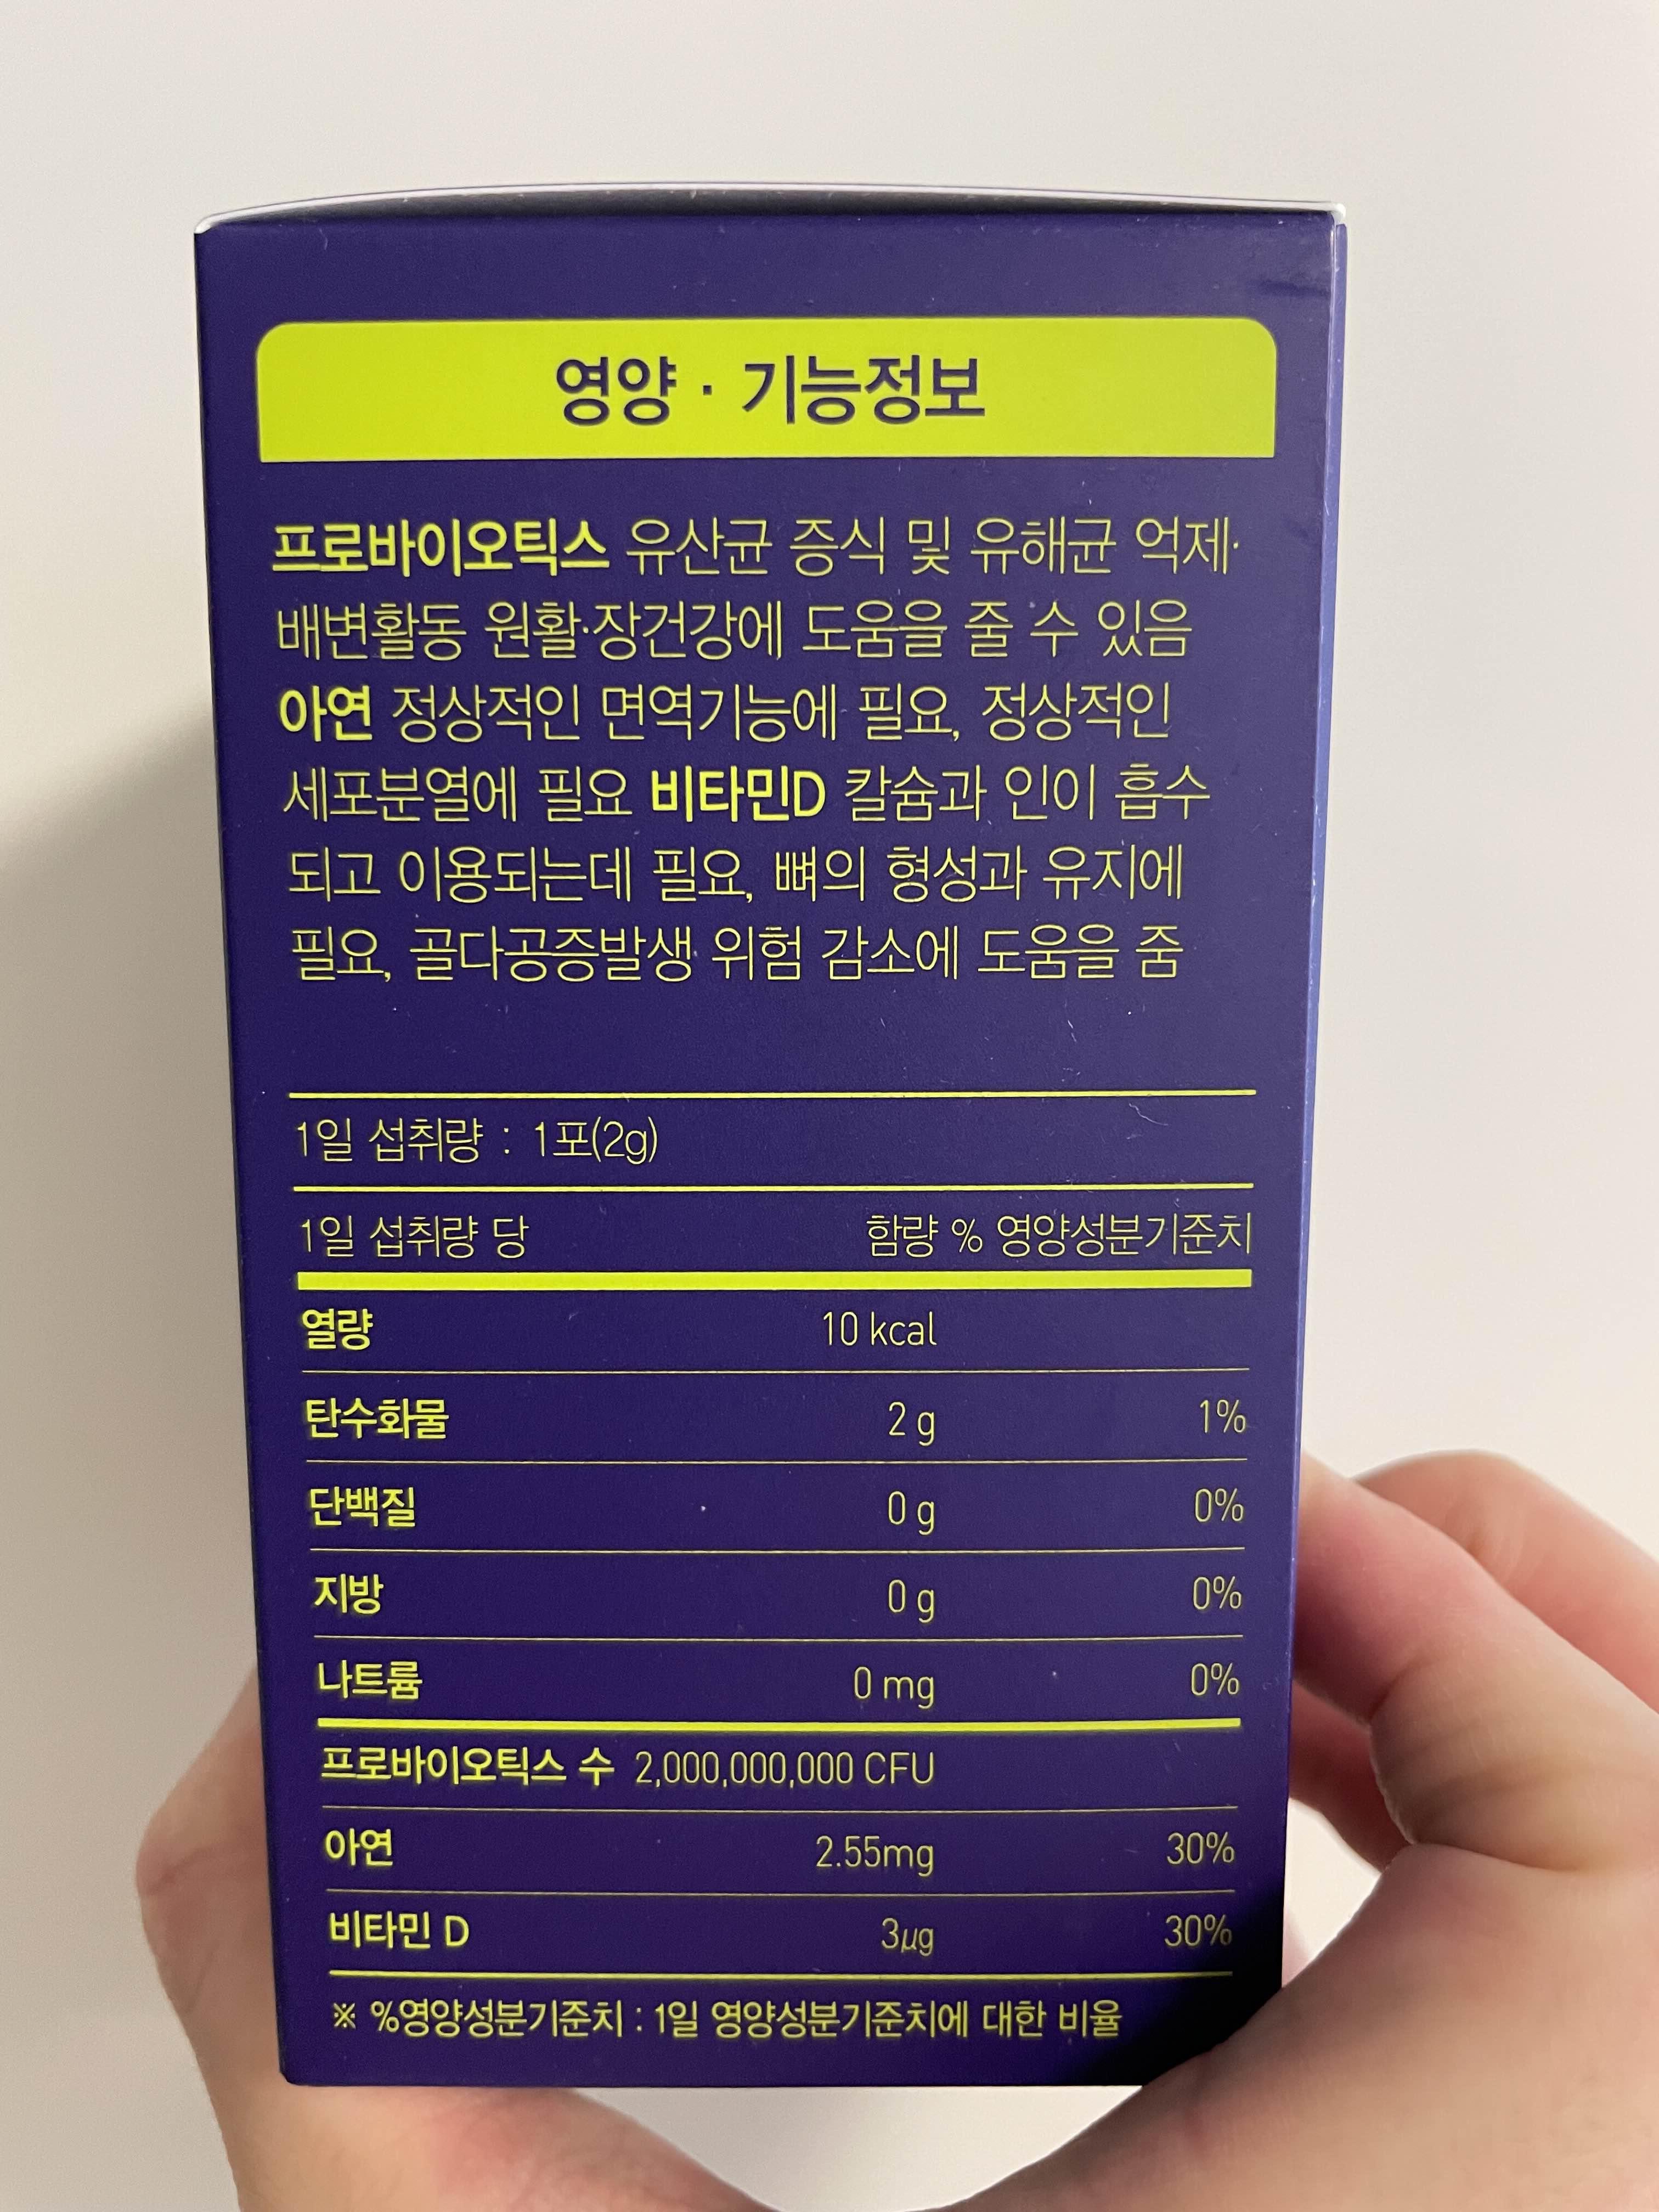 영양 · 기능정보
프로바이오틱스 유산균 증식 및 유해균 억제·
배변활동 원활·장건강에 도움을 줄 수 있음
아연 정상적인 면역기능에 필요, 정상적인
세포분열에 필요 비타민D 칼슘과 인이 흡수
되고 이용되는데 필요, 뼈의 형성과 유지에
필요, 골다공증발생 위험 감소에 도움을 줌
1일 섭취량 : 1포(2g)
1일 섭취량 당 함량 % 영양성분기준치
열량 10 kcal
탄수화물 2 g 1%
단백질 0 g 0%
지방 0 g 0%
나트륨 0 mg 0%
프로바이오틱스 수 2,000,000,000 CFU
아연 2.55mg 30%
비타민 D 3µg 30%
※ %영양성분기준치 : 1일 영양성분기준치에 대한 비율